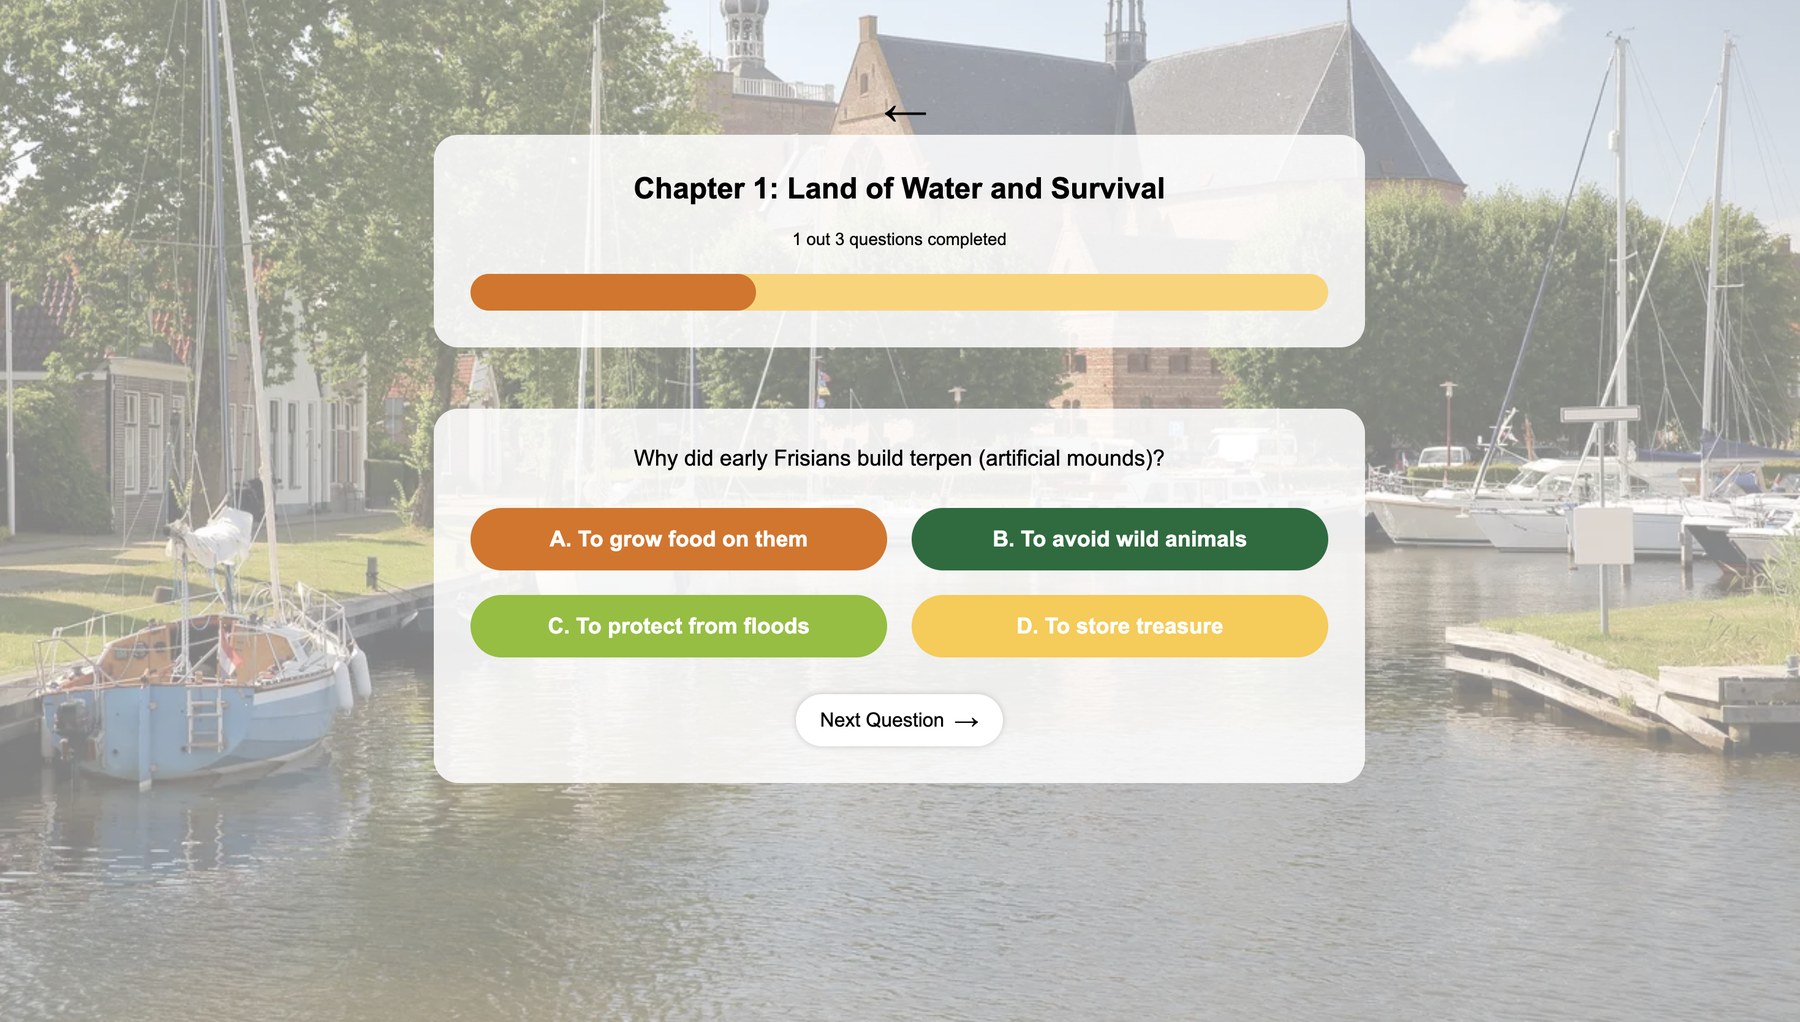 ←
Chapter 1: Land of Water and Survival
1 out 3 questions completed
Why did early Frisians build terpen (artificial mounds)?
A. To grow food on them
B. To avoid wild animals
C. To protect from floods
D. To store treasure
Next Question →